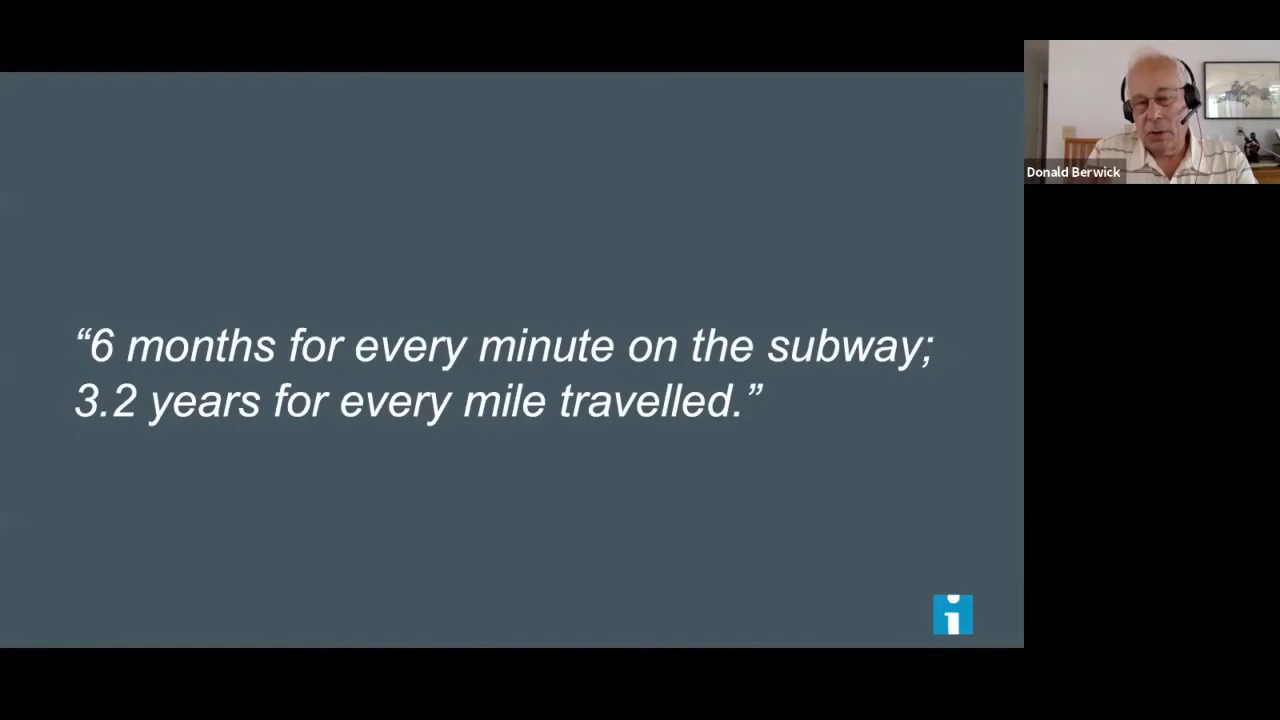 “6 months for every minute on the subway;
3.2 years for every mile travelled.”
Donald Berwick